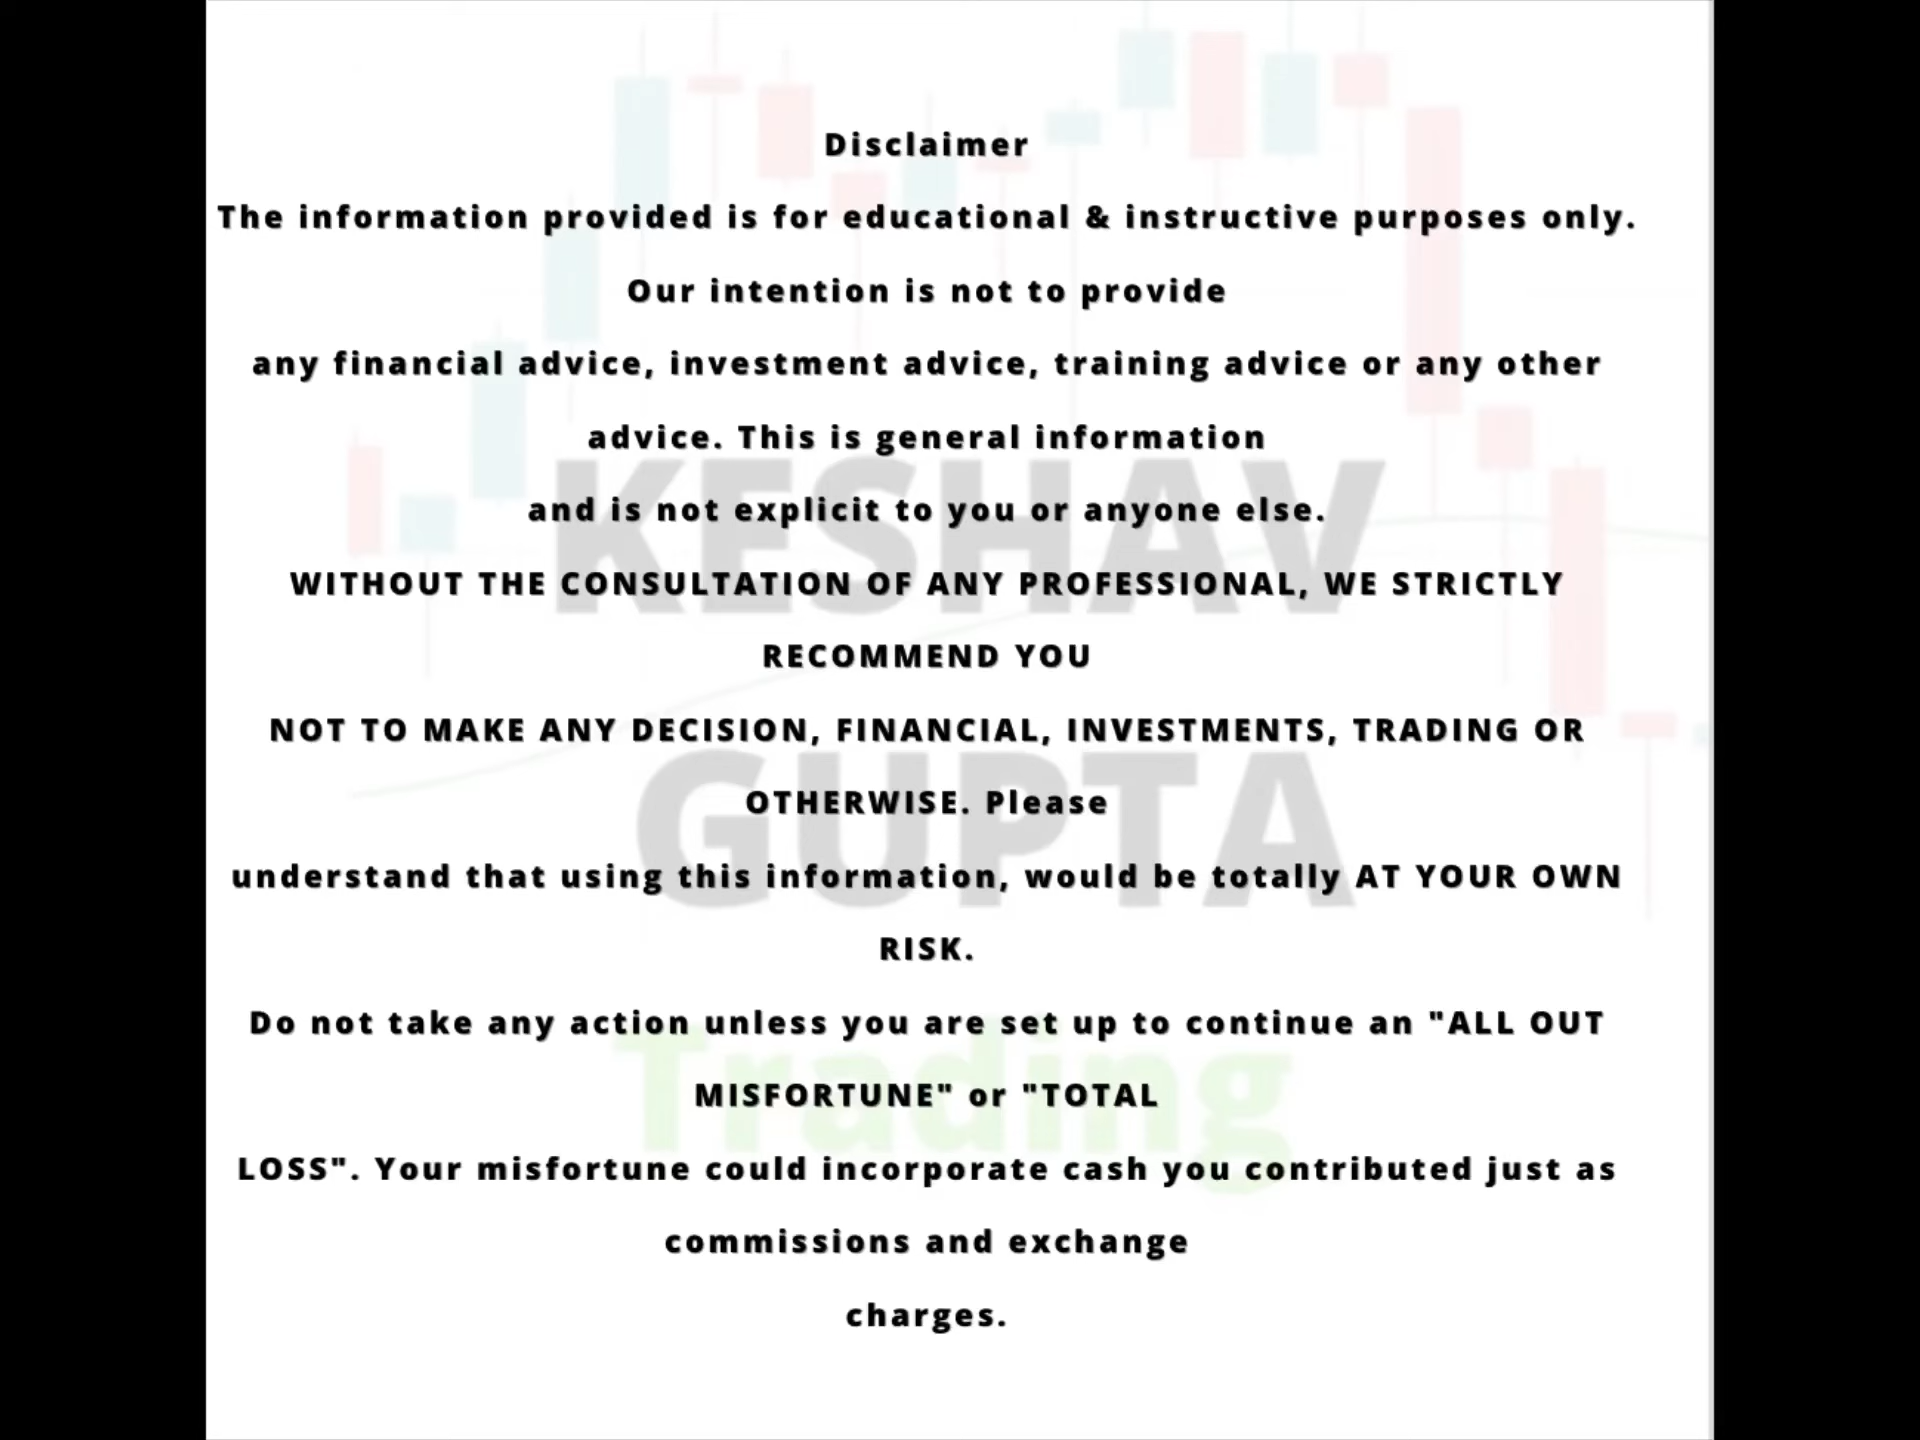 Disclaimer
The information provided is for educational & instructive purposes only.
Our intention is not to provide
any financial advice, investment advice, training advice or any other
advice. This is general information
and is not explicit to you or anyone else.
WITHOUT THE CONSULTATION OF ANY PROFESSIONAL, WE STRICTLY
RECOMMEND YOU
NOT TO MAKE ANY DECISION, FINANCIAL, INVESTMENTS, TRADING OR
OTHERWISE. Please
understand that using this information, would be totally AT YOUR OWN
RISK.
Do not take any action unless you are set up to continue an "ALL OUT
MISFORTUNE" or "TOTAL
LOSS". Your misfortune could incorporate cash you contributed just as
commissions and exchange
charges.
KESHAV
GUPTA
Trading